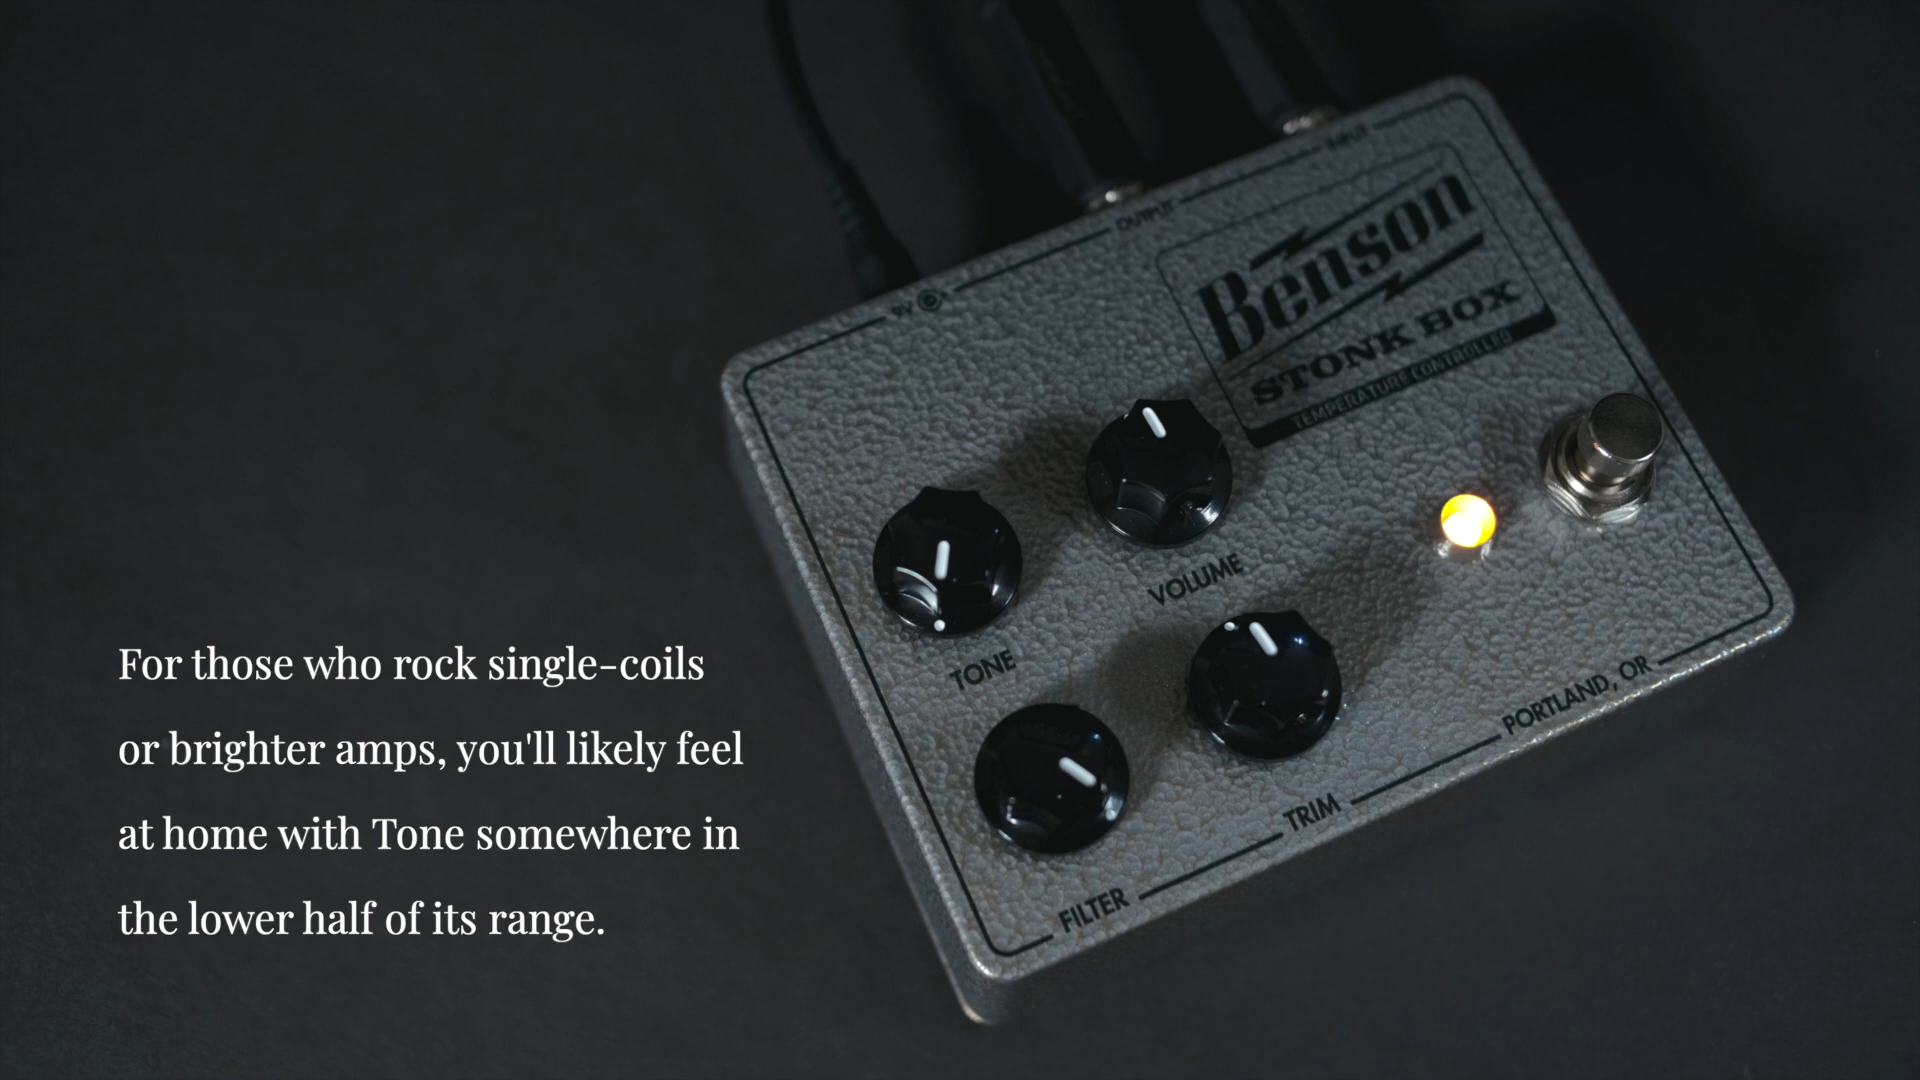 INPUT
OUTPUT
9V
Benson
STONK BOX
TEMPERATURE CONTROLLED
VOLUME
TONE
PORTLAND, OR
TRIM
FILTER
For those who rock single-coils
or brighter amps, you'll likely feel
at home with Tone somewhere in
the lower half of its range.